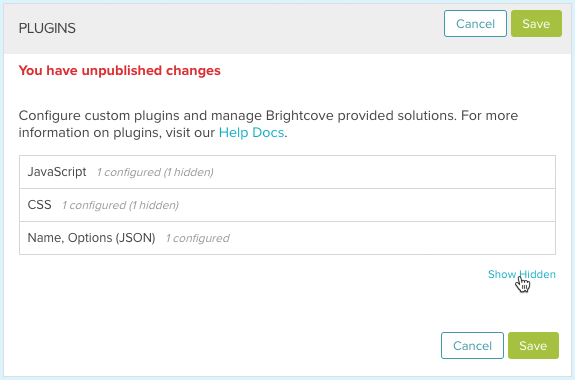 PLUGINS
Cancel
Save
You have unpublished changes
Configure custom plugins and manage Brightcove provided solutions. For more
information on plugins, visit our Help Docs.
JavaScript 1 configured (1 hidden)
CSS 1 configured (1 hidden)
Name, Options (JSON) 1 configured
Show Hidden
Cancel
Save